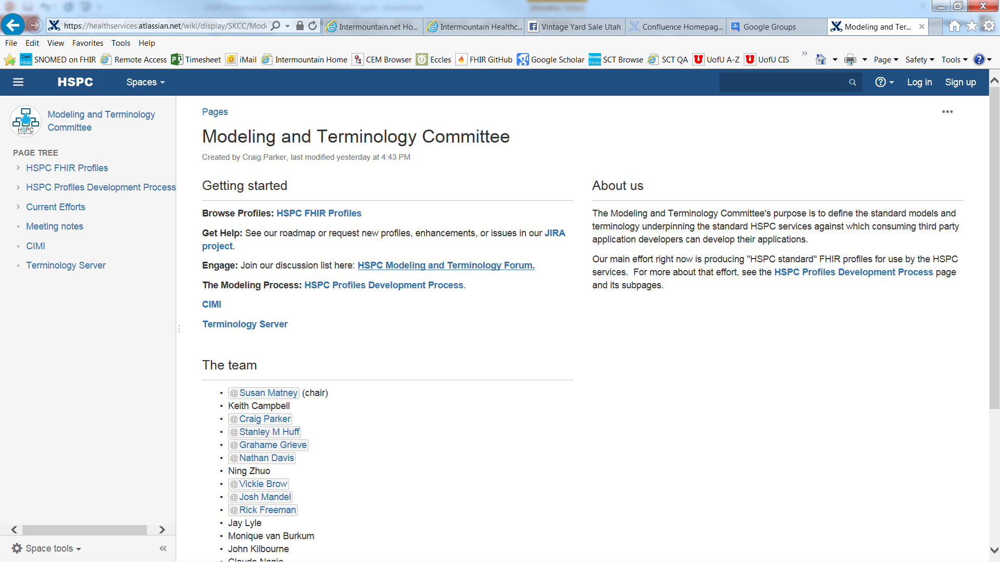 https://healthservices.atlassian.net/wiki/display/SKCC/Mod
Intermountain.net Ho...
Intermountain Healthc...
Vintage Yard Sale Utah
Confluence Homepag...
Google Groups
Modeling and Ter...
File Edit View Favorites Tools Help
SNOMED on FHIR Remote Access Timesheet iMail Intermountain Home CEM Browser Eccles FHIR GitHub Google Scholar SCT Browse SCT QA UofU A-Z UofU CIS Page Safety Tools
HSPC Spaces Log in Sign up
Modeling and Terminology
Committee
HSPC
PAGE TREE
HSPC FHIR Profiles
HSPC Profiles Development Process
Current Efforts
Meeting notes
CIMI
Terminology Server
Space tools
Pages
Modeling and Terminology Committee
Created by Craig Parker, last modified yesterday at 4:43 PM
Getting started
Browse Profiles: HSPC FHIR Profiles
Get Help: See our roadmap or request new profiles, enhancements, or issues in our JIRA
project.
Engage: Join our discussion list here: HSPC Modeling and Terminology Forum.
The Modeling Process: HSPC Profiles Development Process.
CIMI
Terminology Server
The team
• @Susan Matney (chair)
• Keith Campbell
• @Craig Parker
• @Stanley M Huff
• @Grahame Grieve
• @Nathan Davis
• Ning Zhuo
• @Vickie Brow
• @Josh Mandel
• @Rick Freeman
• Jay Lyle
• Monique van Burkum
• John Kilbourne
About us
The Modeling and Terminology Committee's purpose is to define the standard models and
terminology underpinning the standard HSPC services against which consuming third party
application developers can develop their applications.
Our main effort right now is producing "HSPC standard" FHIR profiles for use by the HSPC
services. For more about that effort, see the HSPC Profiles Development Process page
and its subpages.